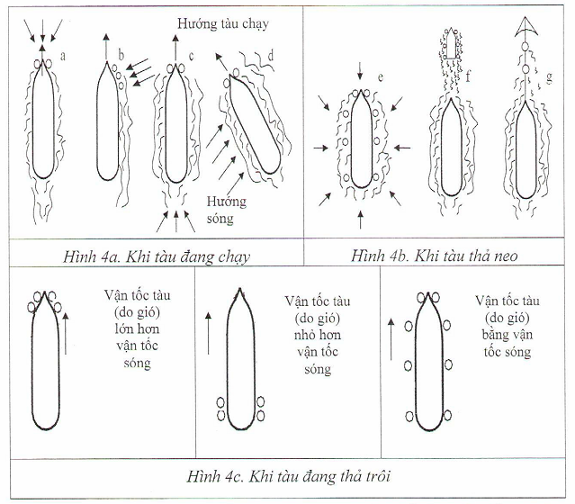 Hướng tàu chạy
a
b
c
d
Hướng
sóng
e
f
g
Hình 4a. Khi tàu đang chạy
Hình 4b. Khi tàu thả neo
Vận tốc tàu
(do gió)
lớn hơn
vận tốc
sóng
Vận tốc tàu
(do gió)
nhỏ hơn
vận tốc
sóng
Vận tốc tàu
(do gió)
bằng vận
tốc sóng
Hình 4c. Khi tàu đang thả trôi